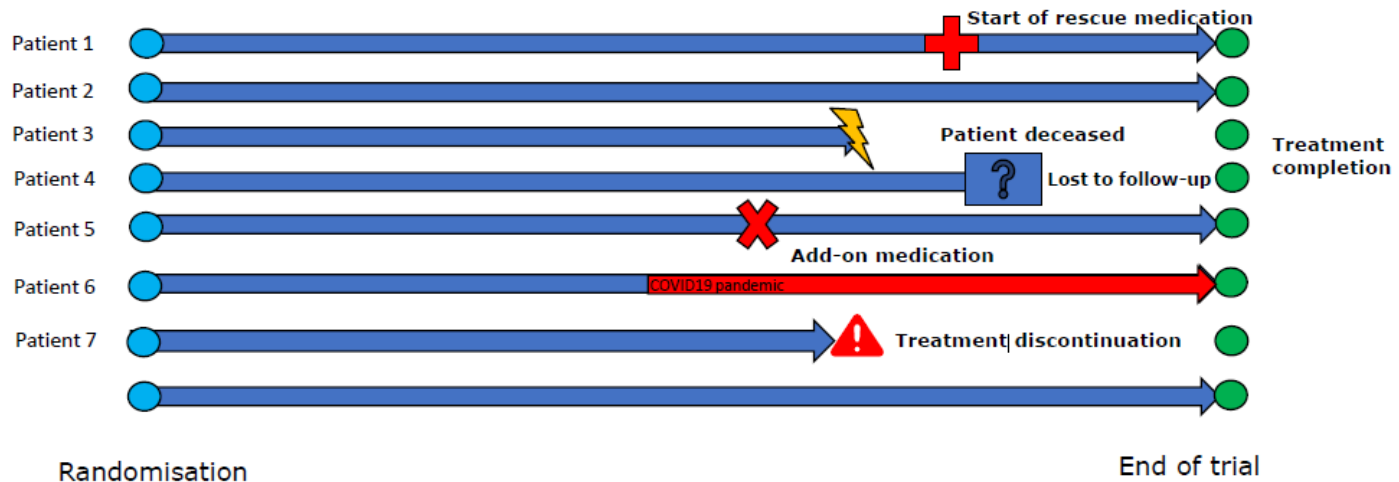 Start of rescue medication
Patient 1
Patient 2
Patient 3
Patient deceased
Treatment
completion
Patient 4
?
Lost to follow-up
Patient 5
Add-on medication
Patient 6
COVID19 pandemic
Patient 7
!
Treatment discontinuation
Randomisation
End of trial